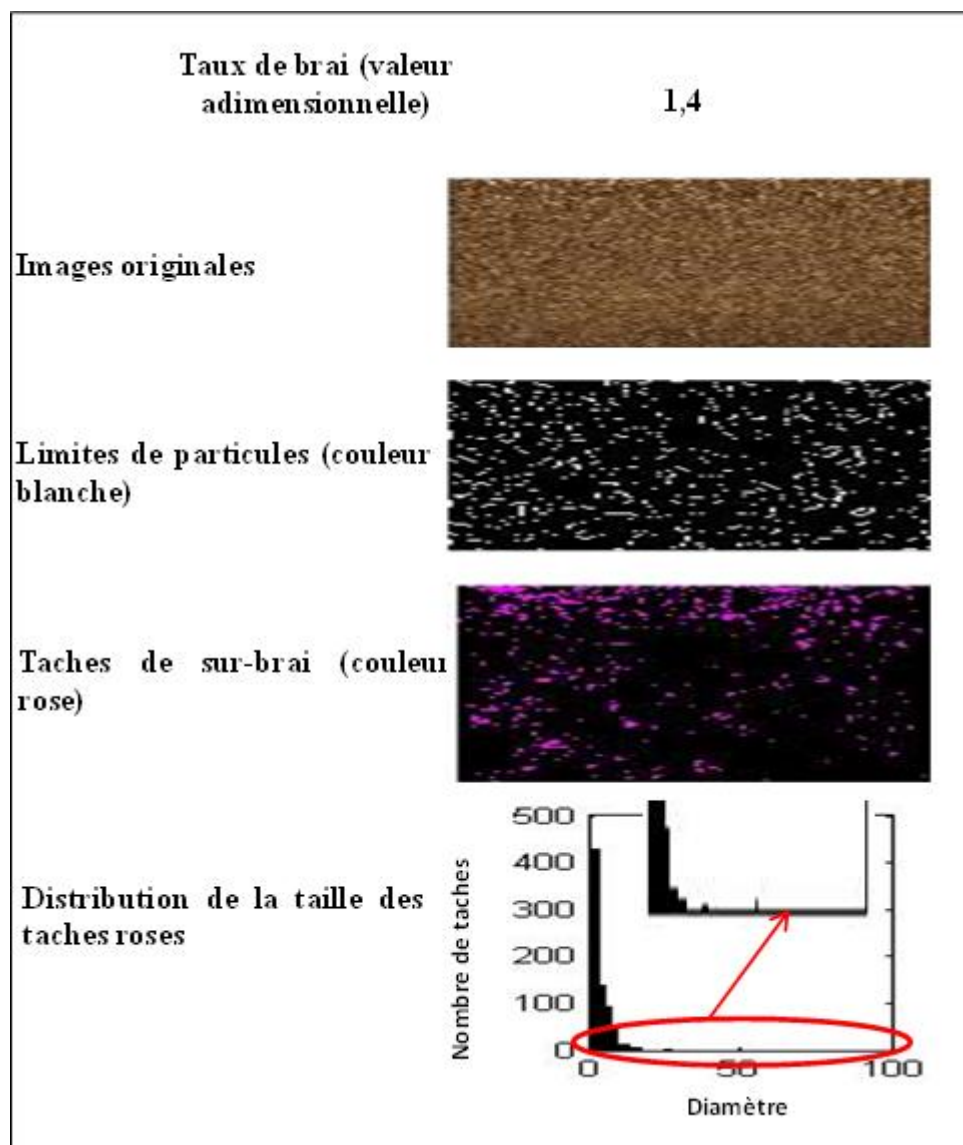 Taux de brai (valeur
adimensionnelle)
1,4
Images originales
Limites de particules (couleur
blanche)
Taches de sur-brai (couleur
rose)
Distribution de la taille des
taches roses
Nombre de taches
500
400
300
200
100
0
0
50
100
Diamètre